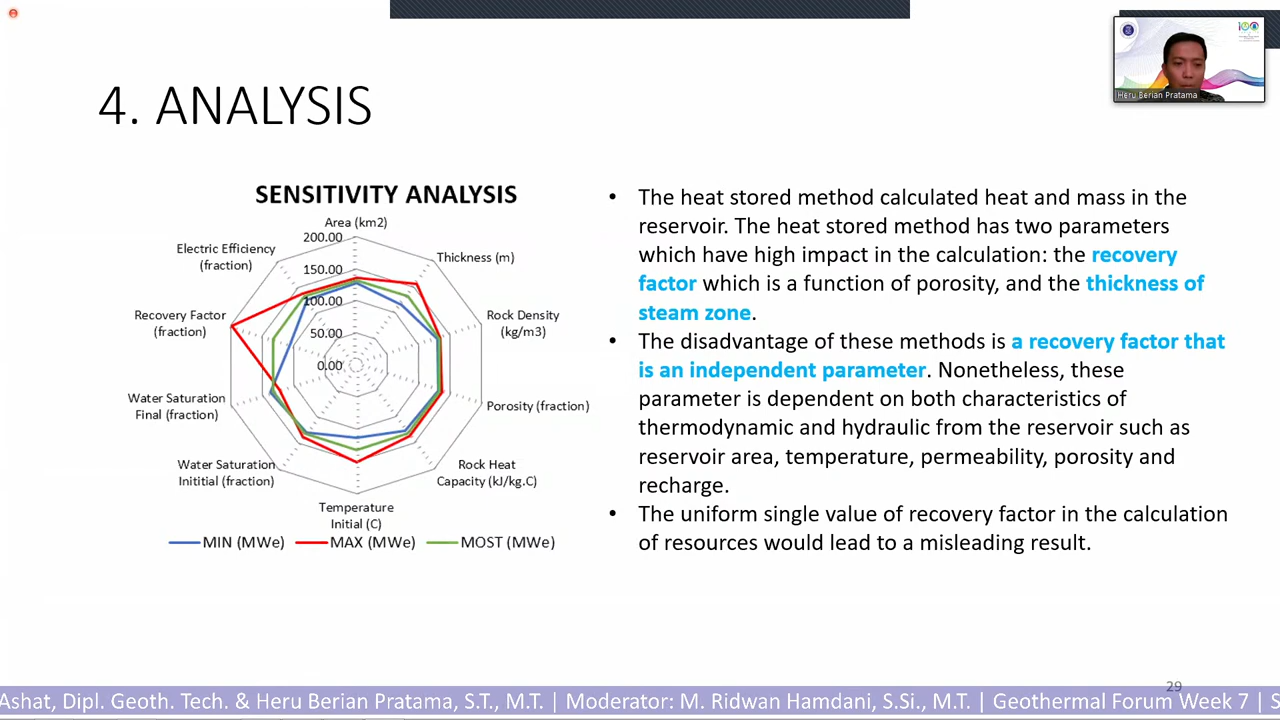 Heru Berian Pratama
4. ANALYSIS
SENSITIVITY ANALYSIS
Area (km2)
200.00
150.00
100.00
50.00
0.00
Thickness (m)
Rock Density
(kg/m3)
Porosity (fraction)
Rock Heat
Capacity (kJ/kg.C)
Temperature
Initial (C)
Water Saturation
Inititial (fraction)
Water Saturation
Final (fraction)
Recovery Factor
(fraction)
Electric Efficiency
(fraction)
MIN (MWe)
MAX (MWe)
MOST (MWe)
• The heat stored method calculated heat and mass in the
reservoir. The heat stored method has two parameters
which have high impact in the calculation: the recovery
factor which is a function of porosity, and the thickness of
steam zone.
• The disadvantage of these methods is a recovery factor that
is an independent parameter. Nonetheless, these
parameter is dependent on both characteristics of
thermodynamic and hydraulic from the reservoir such as
reservoir area, temperature, permeability, porosity and
recharge.
• The uniform single value of recovery factor in the calculation
of resources would lead to a misleading result.
29
Ashat, Dipl. Geoth. Tech. & Heru Berian Pratama, S.T., M.T. | Moderator: M. Ridwan Hamdani, S.Si., M.T. | Geothermal Forum Week 7 | S